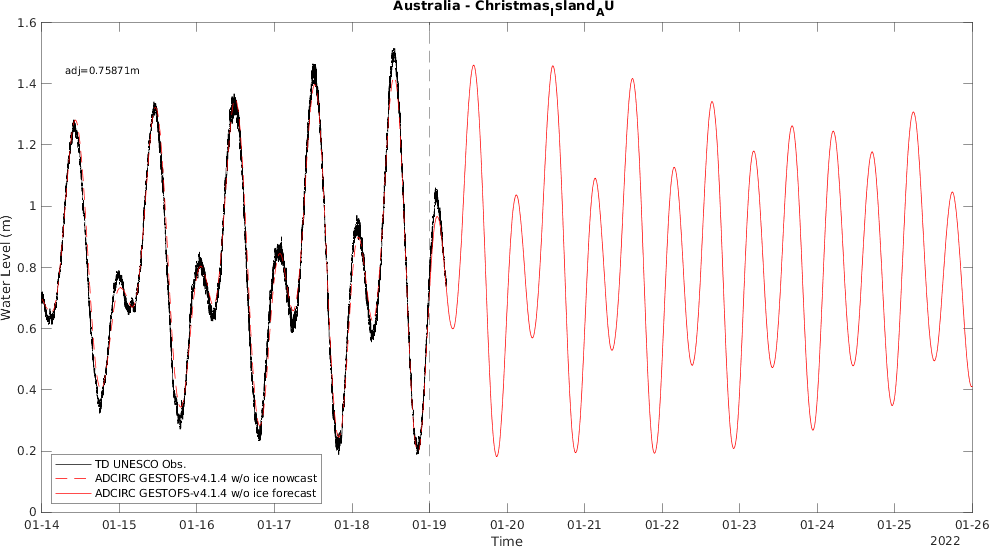 Australia - Christmas_Island_AU
1.6
adj=0.75871m
1.4
1.2
1
0.8
0.6
0.4
0.2
0
Water Level (m)
TD UNESCO Obs.
ADCIRC GESTOFS-v4.1.4 w/o ice nowcast
ADCIRC GESTOFS-v4.1.4 w/o ice forecast
01-14 01-15 01-16 01-17 01-18 01-19 01-20 01-21 01-22 01-23 01-24 01-25 01-26
Time
2022